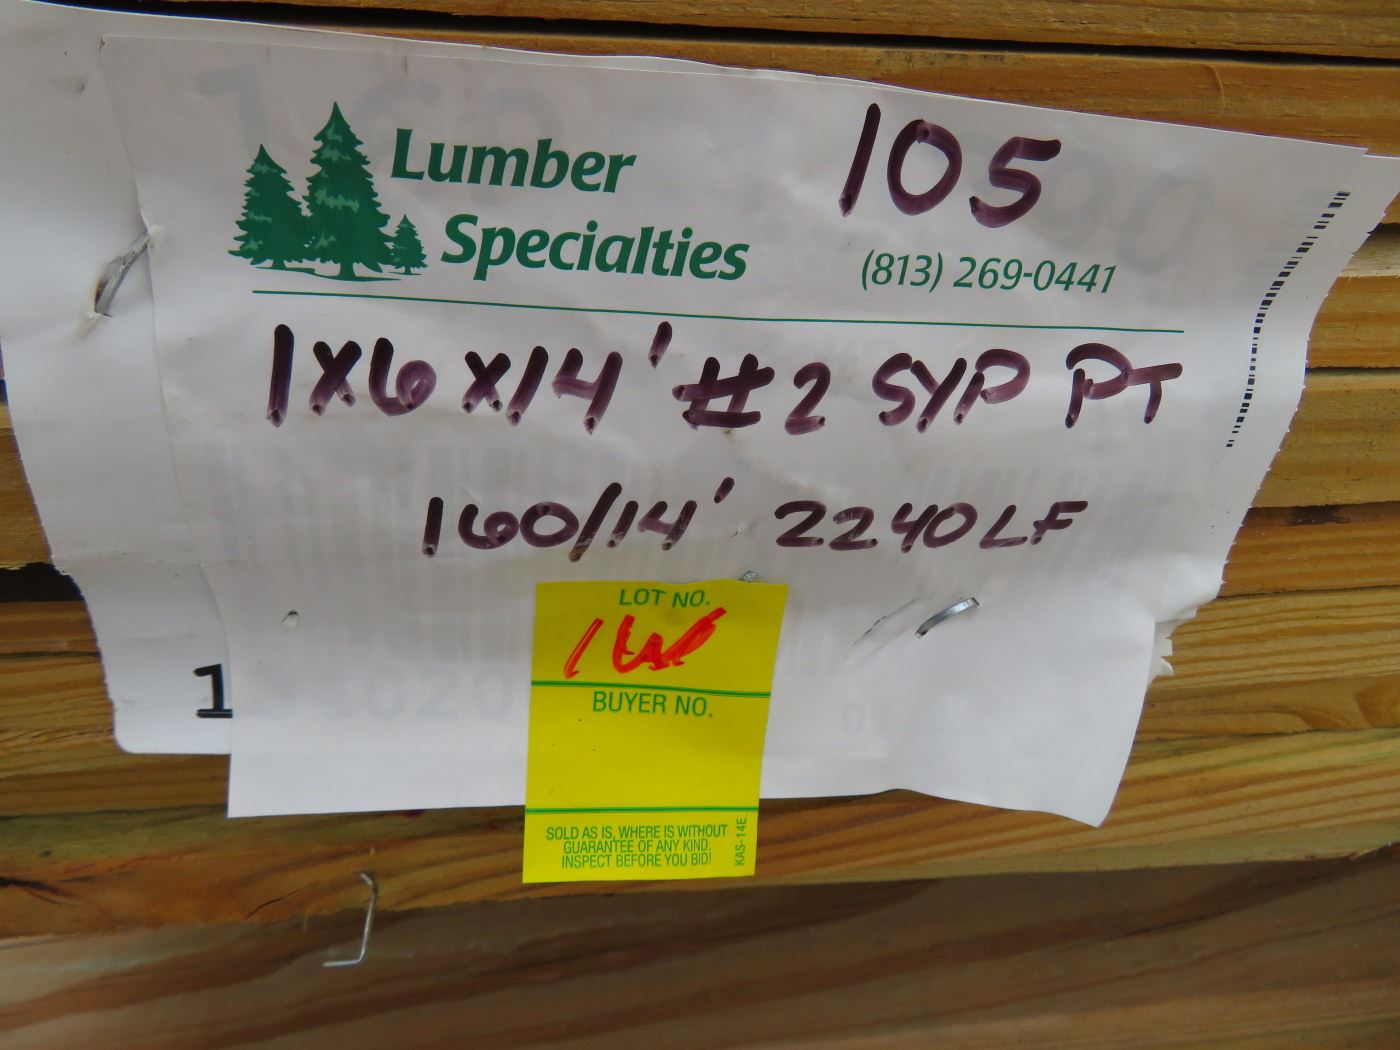 Lumber
Specialties
105
(813) 269-0441
1X6X14' #2 SYP PT
160/14' 2240LF
1
LOT NO.
BUYER NO.
SOLD AS IS, WHERE IS WITHOUT
GUARANTEE OF ANY KIND.
INSPECT BEFORE YOU BID!
KAS-14E